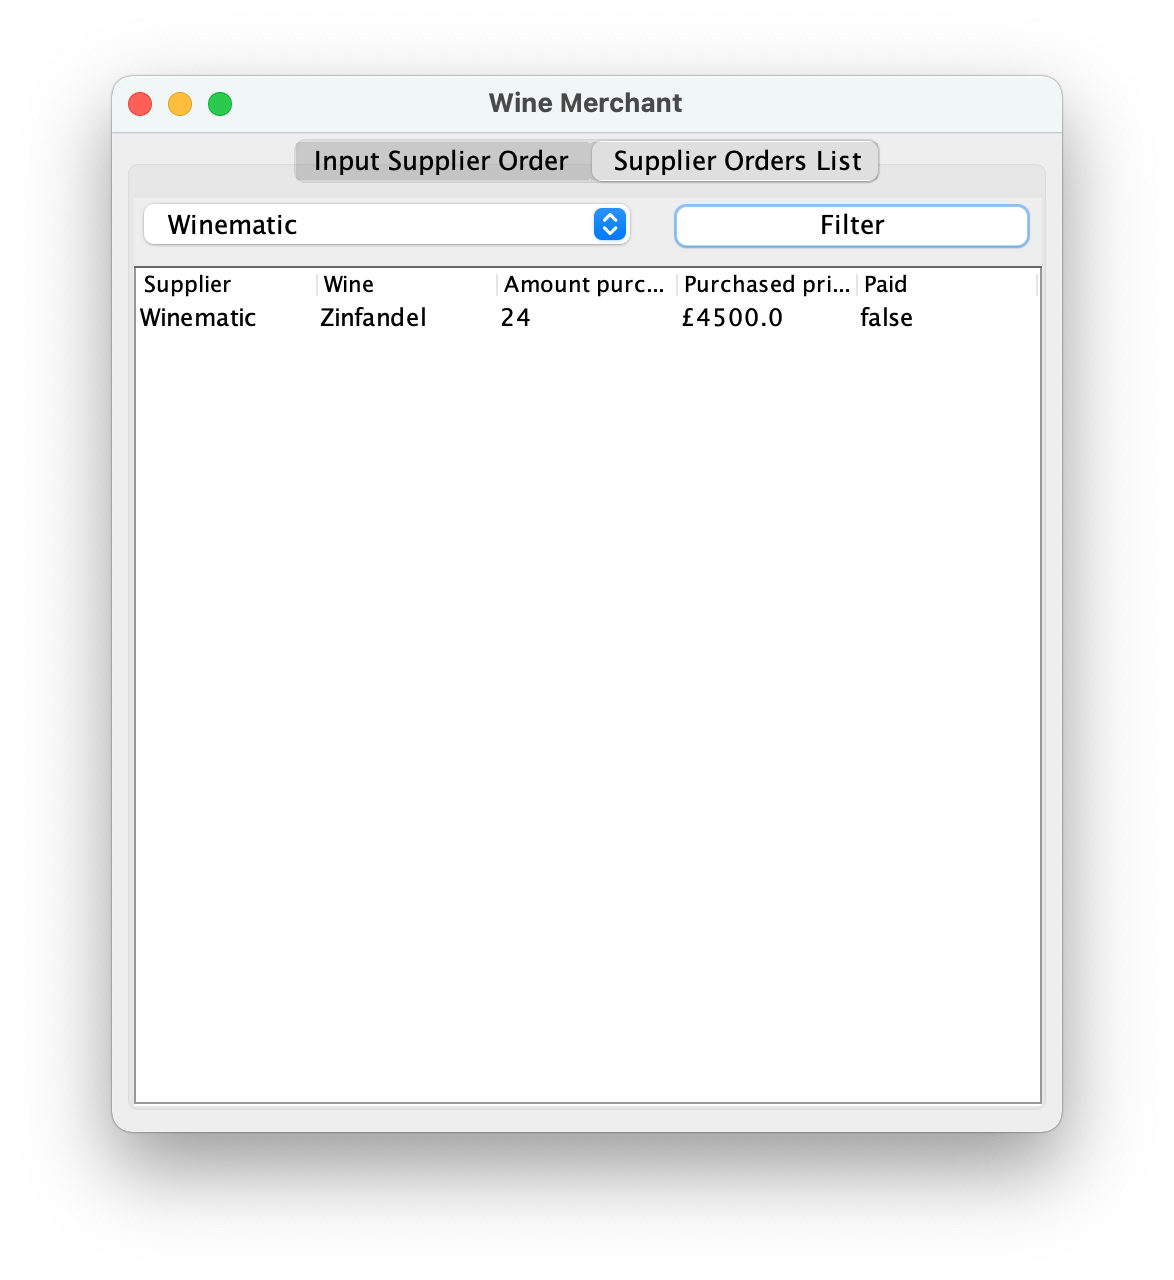 Wine Merchant
Input Supplier Order Supplier Orders List
Winematic Filter
Supplier Wine Amount purc... Purchased pri... Paid
Winematic Zinfandel 24 £4500.0 false